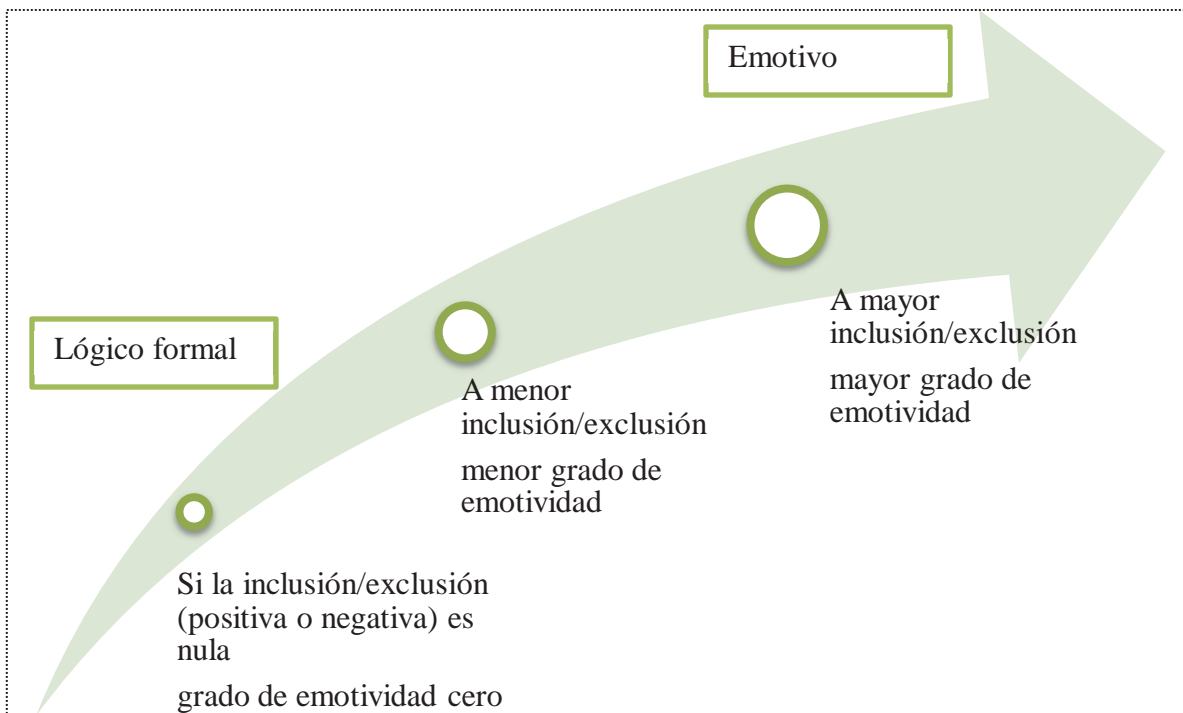 Emotivo
Lógico formal
A mayor
inclusión/exclusión
mayor grado de
emotividad
A menor
inclusión/exclusión
menor grado de
emotividad
Si la inclusión/exclusión
(positiva o negativa) es
nula
grado de emotividad cero